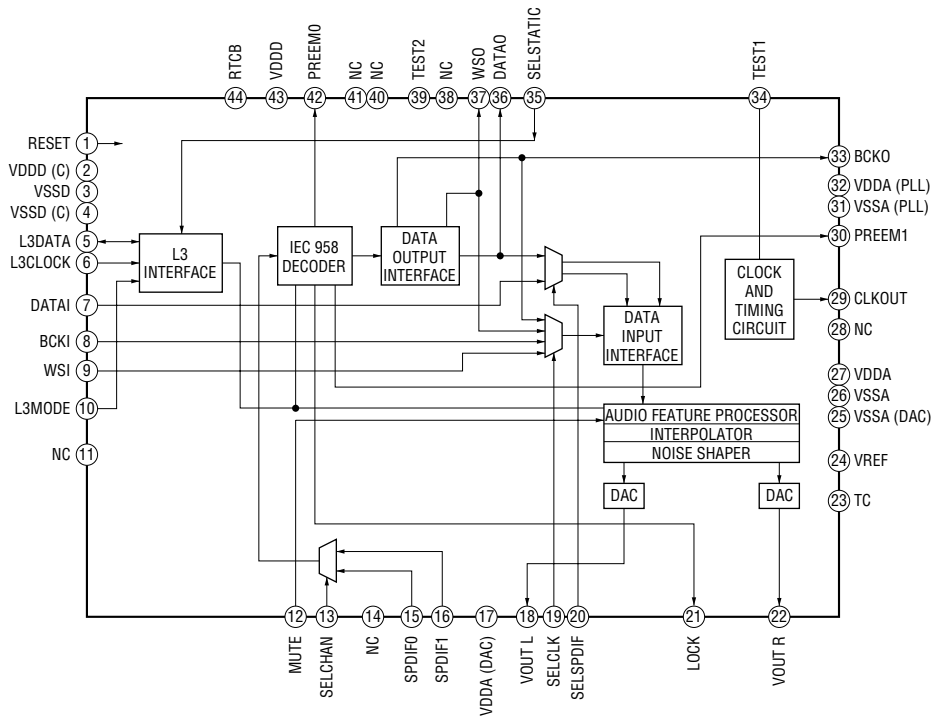 RTCB
VDDD
PREEM0
NC
NC
TEST2
NC
WSO
DATAO
SELSTATIC
TEST1
44
43
42
41
40
39
38
37
36
35
34
RESET
1
VDDD (C)
2
VSSD
3
VSSD (C)
4
L3DATA
5
L3CLOCK
6
DATAI
7
BCKI
8
WSI
9
L3MODE
10
NC
11
L3
INTERFACE
IEC 958
DECODER
DATA
OUTPUT
INTERFACE
DATA
INPUT
INTERFACE
CLOCK
AND
TIMING
CIRCUIT
AUDIO FEATURE PROCESSOR
INTERPOLATOR
NOISE SHAPER
DAC
DAC
33
BCKO
32
VDDA (PLL)
31
VSSA (PLL)
30
PREEM1
29
CLKOUT
28
NC
27
VDDA
26
VSSA
25
VSSA (DAC)
24
VREF
23
TC
12
13
14
15
16
17
18
19
20
21
22
MUTE
SELCHAN
NC
SPDIF0
SPDIF1
VDDA (DAC)
VOUT L
SELCLK
SELSPDIF
LOCK
VOUT R